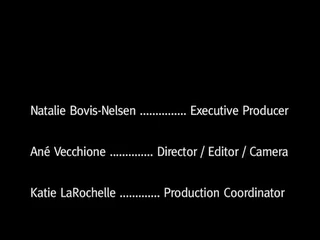 Natalie Bovis-Nelsen ............... Executive Producer
Ané Vecchione .............. Director / Editor / Camera
Katie LaRochelle ............. Production Coordinator